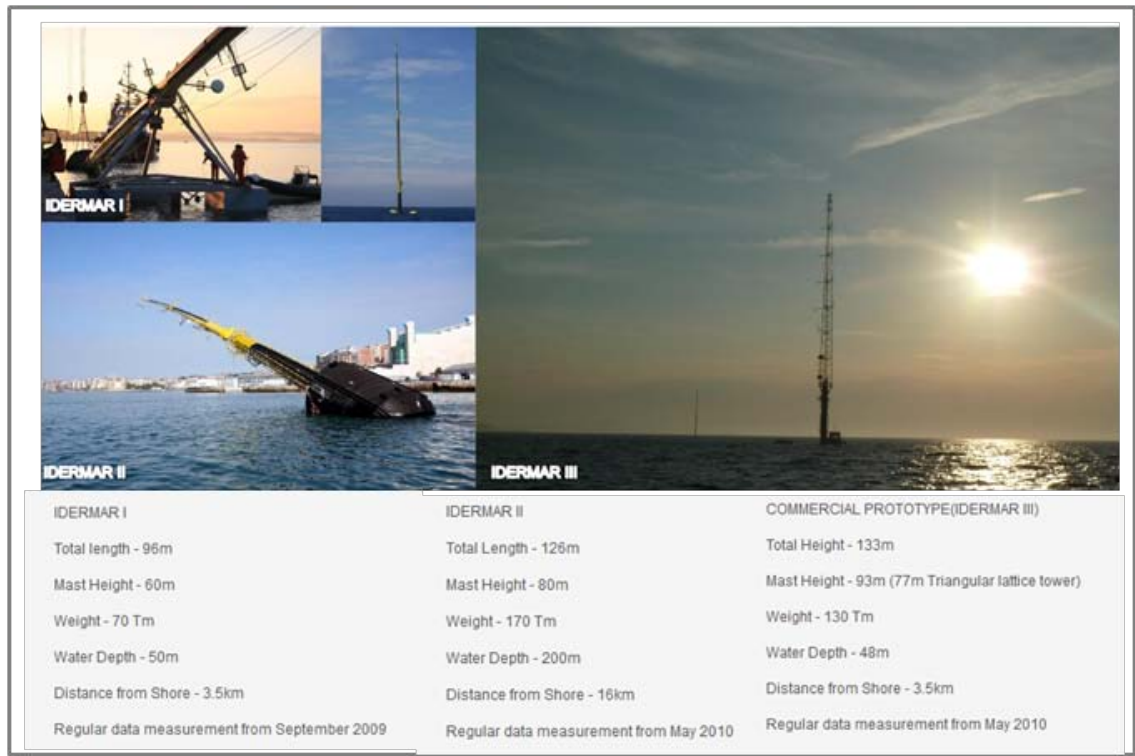 IDERMAR I
IDERMAR II
IDERMAR III
IDERMAR I
Total length - 96m
Mast Height - 60m
Weight - 70 Tm
Water Depth - 50m
Distance from Shore - 3.5km
Regular data measurement from September 2009
IDERMAR II
Total Length - 126m
Mast Height - 80m
Weight - 170 Tm
Water Depth - 200m
Distance from Shore - 16km
Regular data measurement from May 2010
COMMERCIAL PROTOTYPE(IDERMAR III)
Total Height - 133m
Mast Height - 93m (77m Triangular lattice tower)
Weight - 130 Tm
Water Depth - 48m
Distance from Shore - 3.5km
Regular data measurement from May 2010